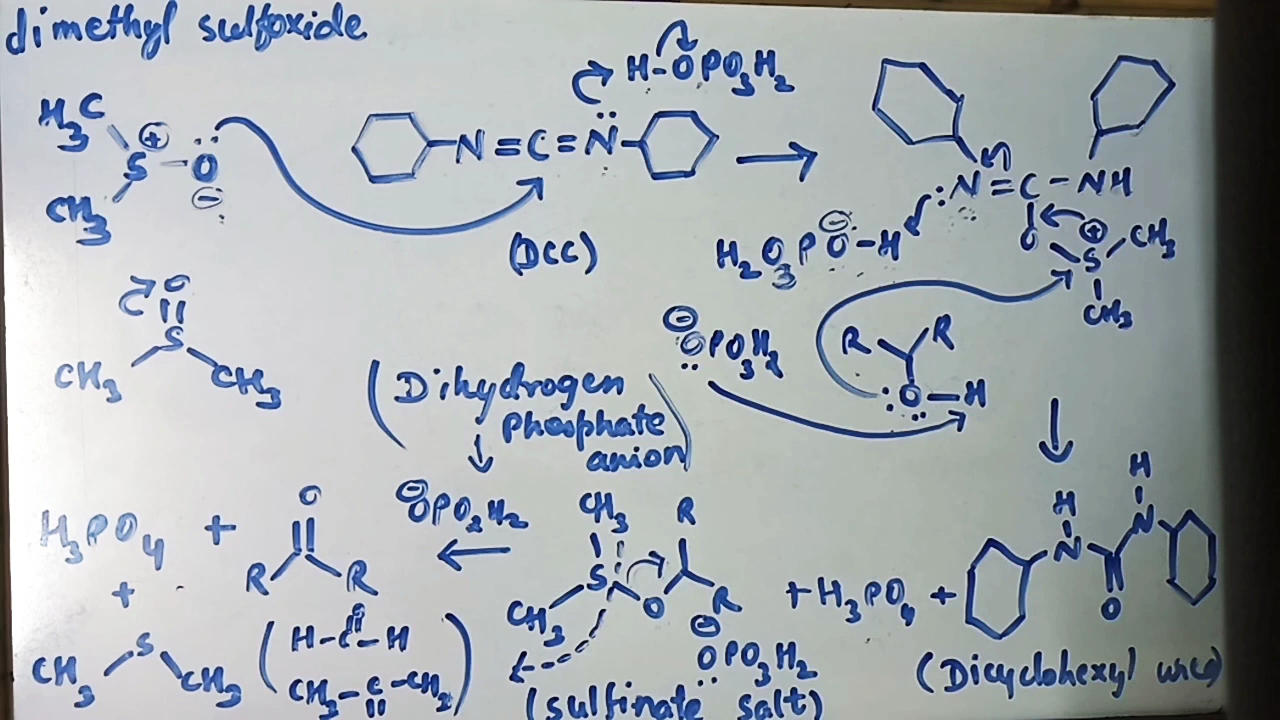 dimethyl sulfoxide
H-OPO3H2
H3C
S⊕-O⊖
CH3
N=C=N
(DCC)
N=C-NH
H2O3PO⊖-H
O
S⊕
CH3
CH3
O
S
CH3
CH3
⊖OPO3H2
R R
O-H
(Dihydrogen
Phosphate
anion)
H3PO4 + O
R R
⊖OPO2H2
CH3
R
S
O
R
CH3
+ H3PO4 +
H
H
N
N
O
+
CH3
S
CH3
(H-C-H
O
CH3-C-CH3)
⊖OPO3H2
(sulfinate salt)
(Dicyclohexyl urea)